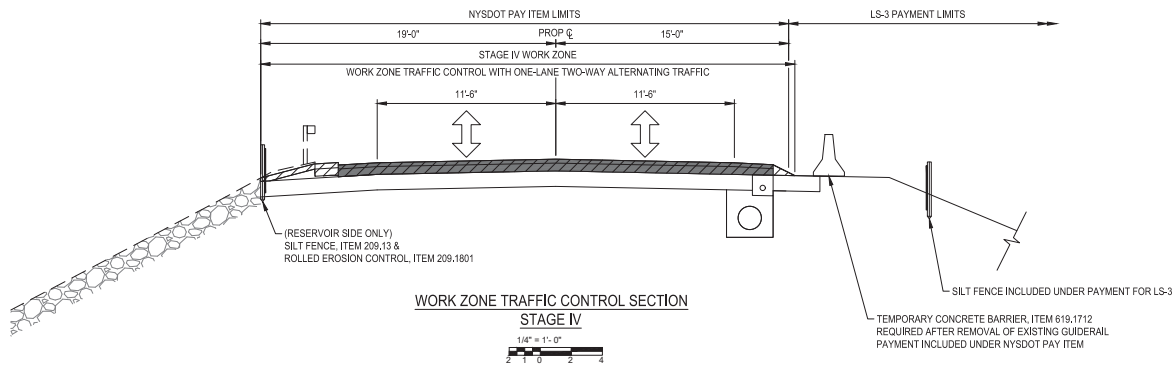 NYSDOT PAY ITEM LIMITS
LS-3 PAYMENT LIMITS
19'-0"
PROP ℄
15'-0"
STAGE IV WORK ZONE
WORK ZONE TRAFFIC CONTROL WITH ONE-LANE TWO-WAY ALTERNATING TRAFFIC
11'-6"
11'-6"
(RESERVOIR SIDE ONLY)
SILT FENCE, ITEM 209.13 &
ROLLED EROSION CONTROL, ITEM 209.1801
SILT FENCE INCLUDED UNDER PAYMENT FOR LS-3
TEMPORARY CONCRETE BARRIER, ITEM 619.1712
REQUIRED AFTER REMOVAL OF EXISTING GUIDERAIL
PAYMENT INCLUDED UNDER NYSDOT PAY ITEM
WORK ZONE TRAFFIC CONTROL SECTION
STAGE IV
1/4" = 1'- 0"
2 1 0 2 4